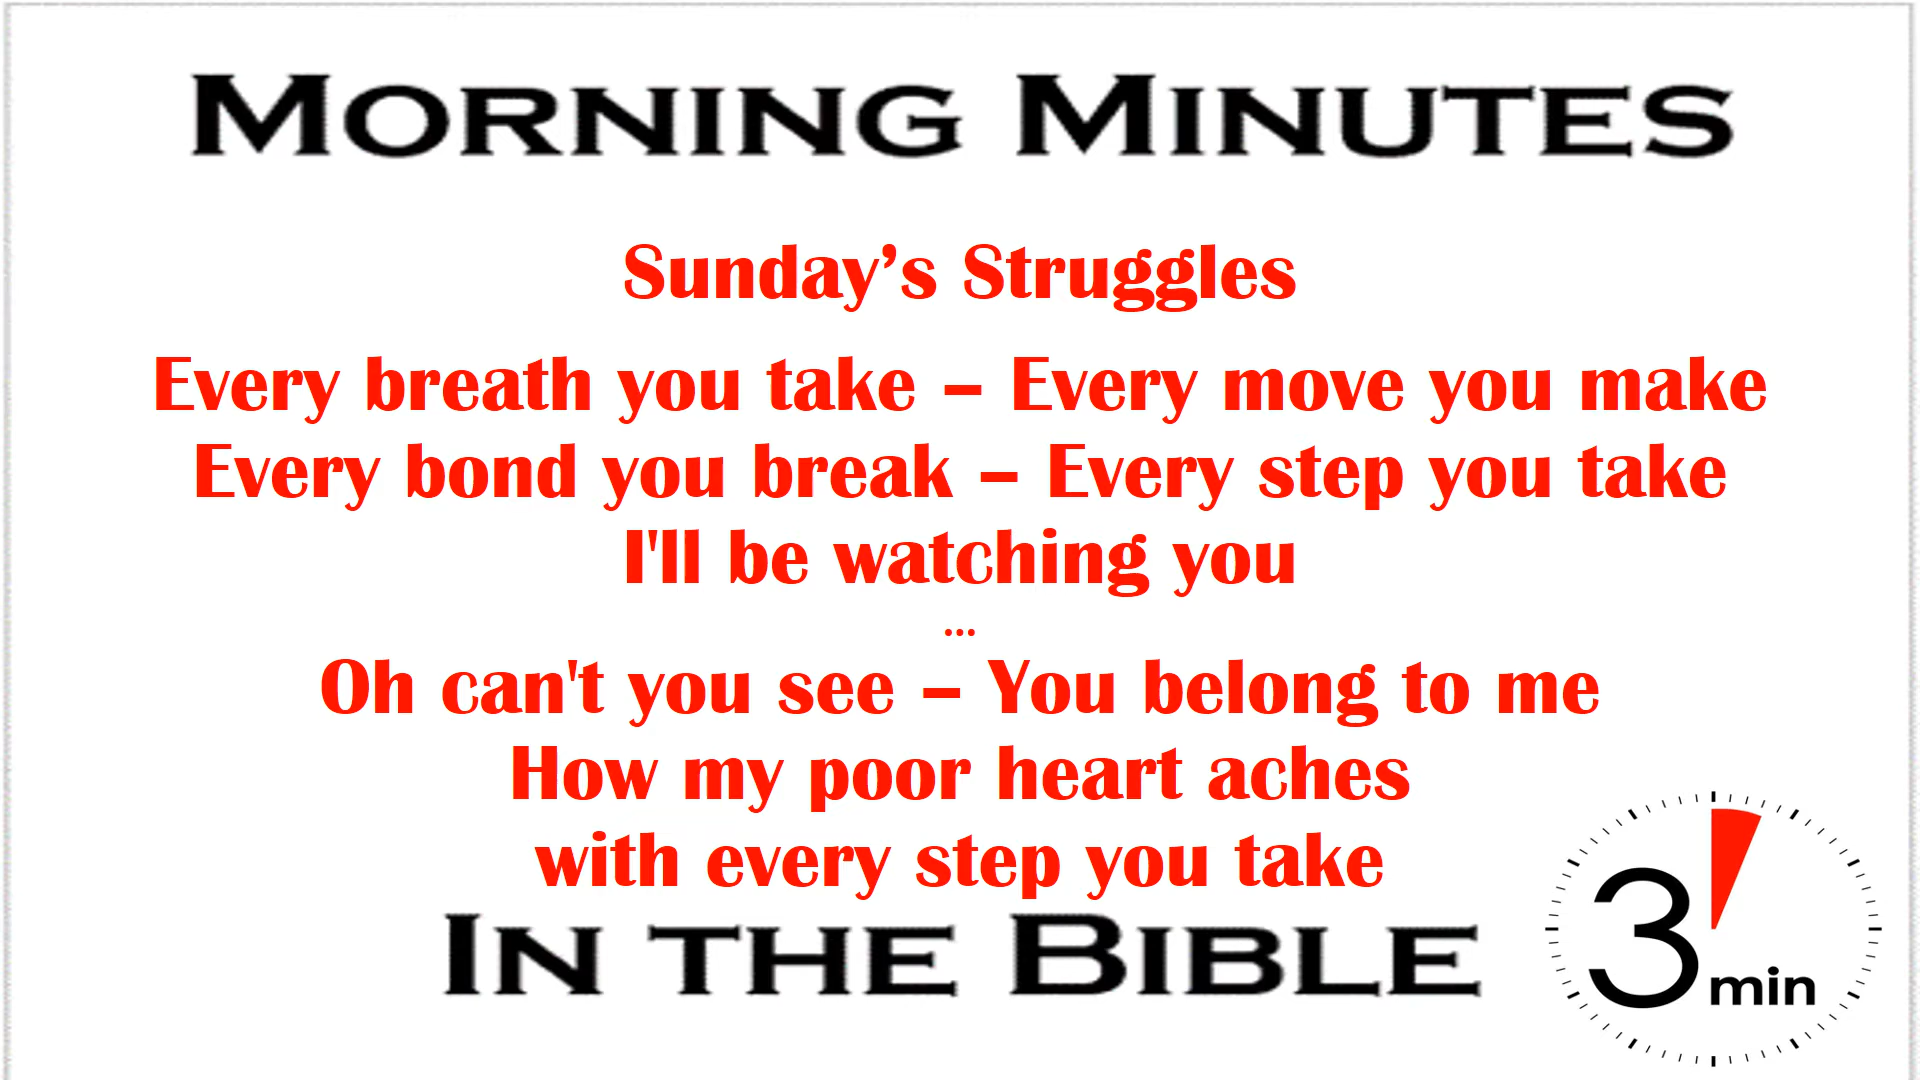 MORNING MINUTES
Sunday’s Struggles
Every breath you take – Every move you make
Every bond you break – Every step you take
I'll be watching you
...
Oh can't you see – You belong to me
How my poor heart aches
with every step you take
IN THE BIBLE
3 min